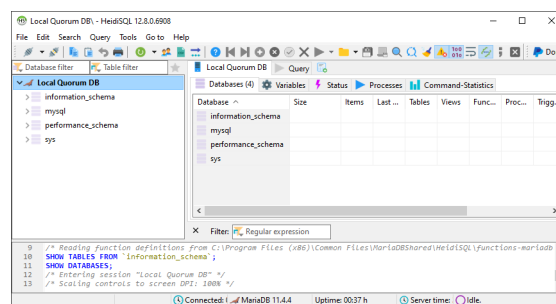 Local Quorum DB\ - HeidiSQL 12.8.0.6908
File Edit Search Query Tools Go to Help
Database filter Table filter
Local Quorum DB Query
Local Quorum DB
Databases (4) Variables Status Processes Command-Statistics
information_schema
mysql
performance_schema
sys
Database Size Items Last ... Tables Views Func... Proc... Trigg.
information_schema
mysql
performance_schema
sys
Filter: Regular expression
9 /* Reading function definitions from C:\Program Files (x86)\Common Files\MariaDBShared\HeidiSQL\functions-mariadb
10 SHOW TABLES FROM `information_schema`;
11 SHOW DATABASES;
12 /* Entering session "Local Quorum DB" */
13 /* Scaling controls to screen DPI: 100% */
Connected: MariaDB 11.4.4 Uptime: 00:37 h Server time: Idle.